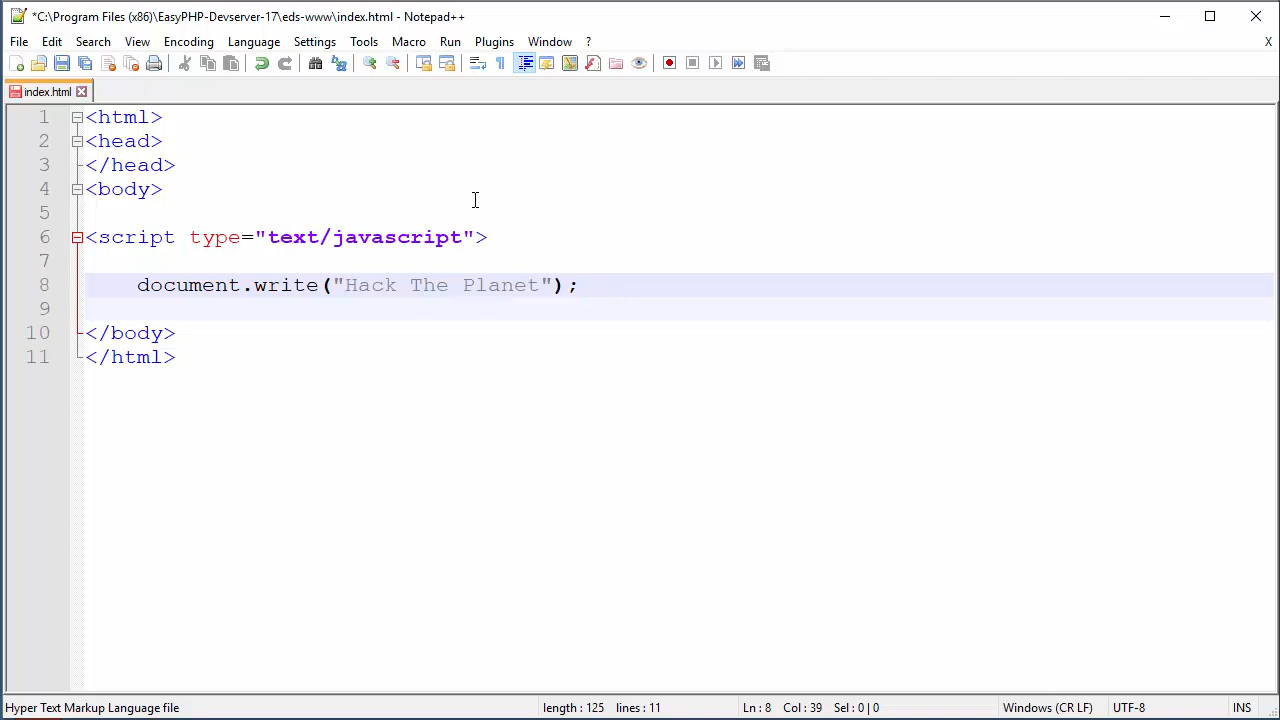 *C:\Program Files (x86)\EasyPHP-Devserver-17\eds-www\index.html - Notepad++
File Edit Search View Encoding Language Settings Tools Macro Run Plugins Window ? X
index.html
1 <html>
2 <head>
3 </head>
4 <body>
5
6 <script type="text/javascript">
7
8 document.write("Hack The Planet");
9
10 </body>
11 </html>
Hyper Text Markup Language file length : 125 lines : 11 Ln : 8 Col : 39 Sel : 0 | 0 Windows (CR LF) UTF-8 INS